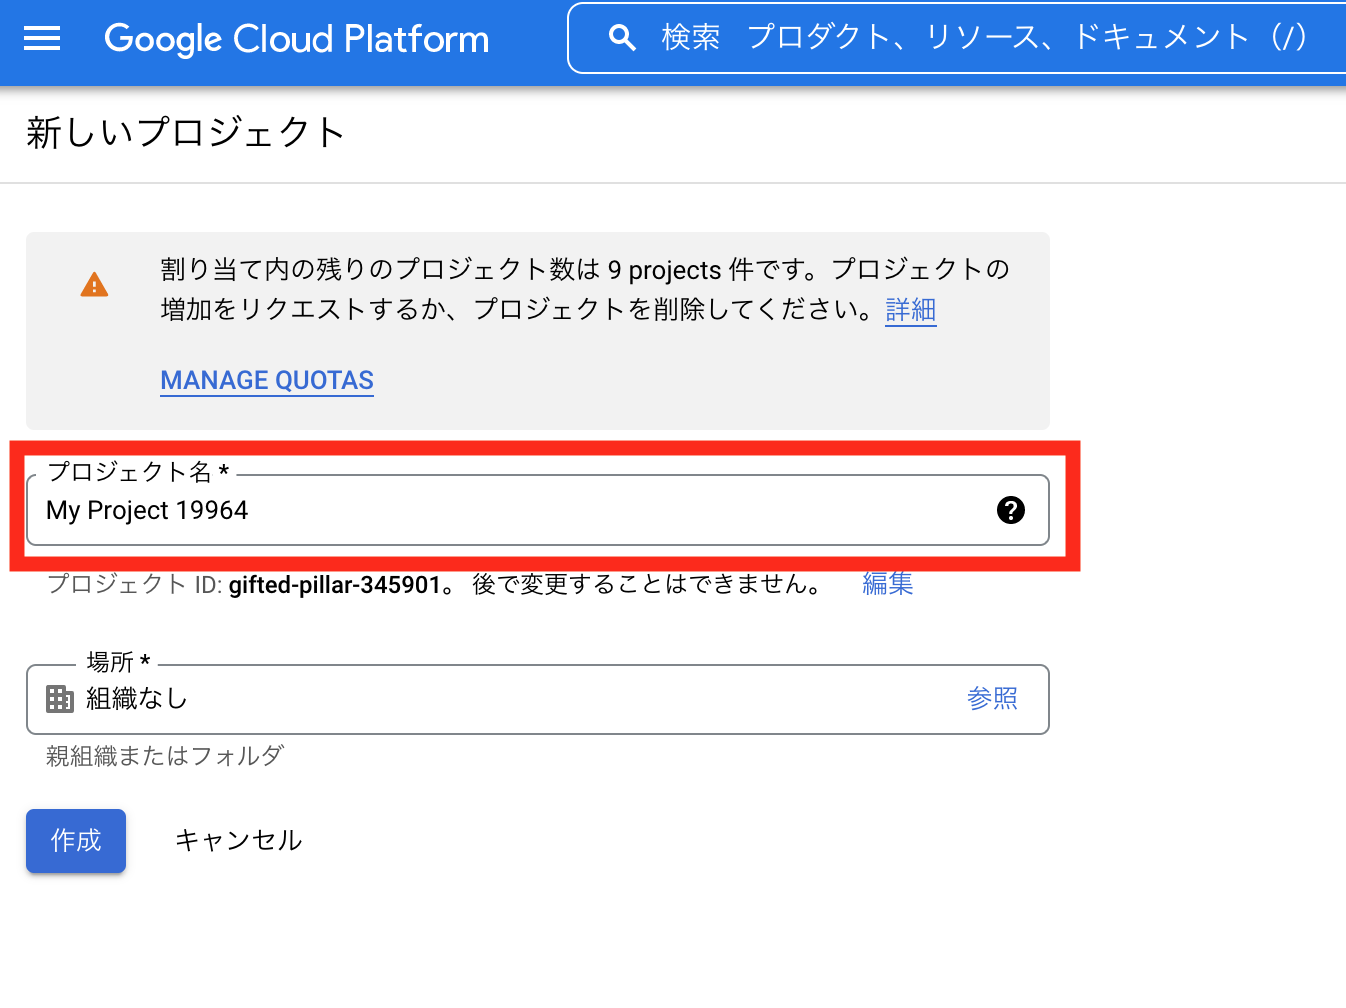 Google Cloud Platform
検索 プロダクト、リソース、ドキュメント (/)
新しいプロジェクト
割り当て内の残りのプロジェクト数は 9 projects 件です。プロジェクトの
増加をリクエストするか、プロジェクトを削除してください。詳細
MANAGE QUOTAS
プロジェクト名 *
My Project 19964
プロジェクト ID: gifted-pillar-345901。 後で変更することはできません。 編集
場所 *
組織なし 参照
親組織またはフォルダ
作成 キャンセル